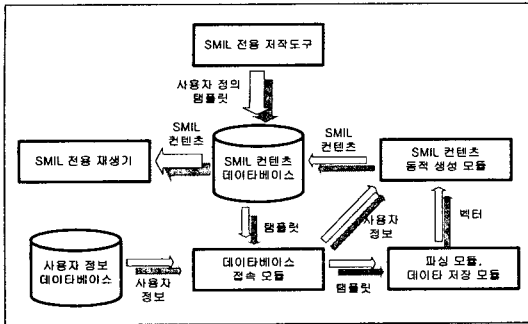 SMIL 전용 저작도구
사용자 정의
템플릿
SMIL
컨텐츠
SMIL
컨텐츠
SMIL 전용 재생기
SMIL 컨텐츠
데이타베이스
SMIL 컨텐츠
동적 생성 모듈
템플릿
사용자
정보
벡터
사용자 정보
데이타베이스
사용자
정보
데이타베이스
접속 모듈
템플릿
파싱 모듈,
데이타 저장 모듈